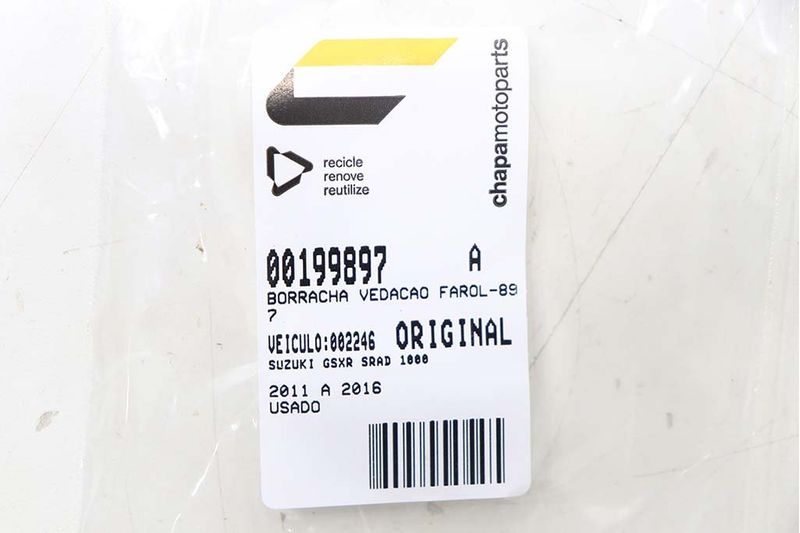 chapamotoparts
recicle
renove
reutilize
00199897 A
BORRACHA VEDACAO FAROL-89
7
VEICULO:002246 ORIGINAL
SUZUKI GSXR SRAD 1000
2011 A 2016
USADO